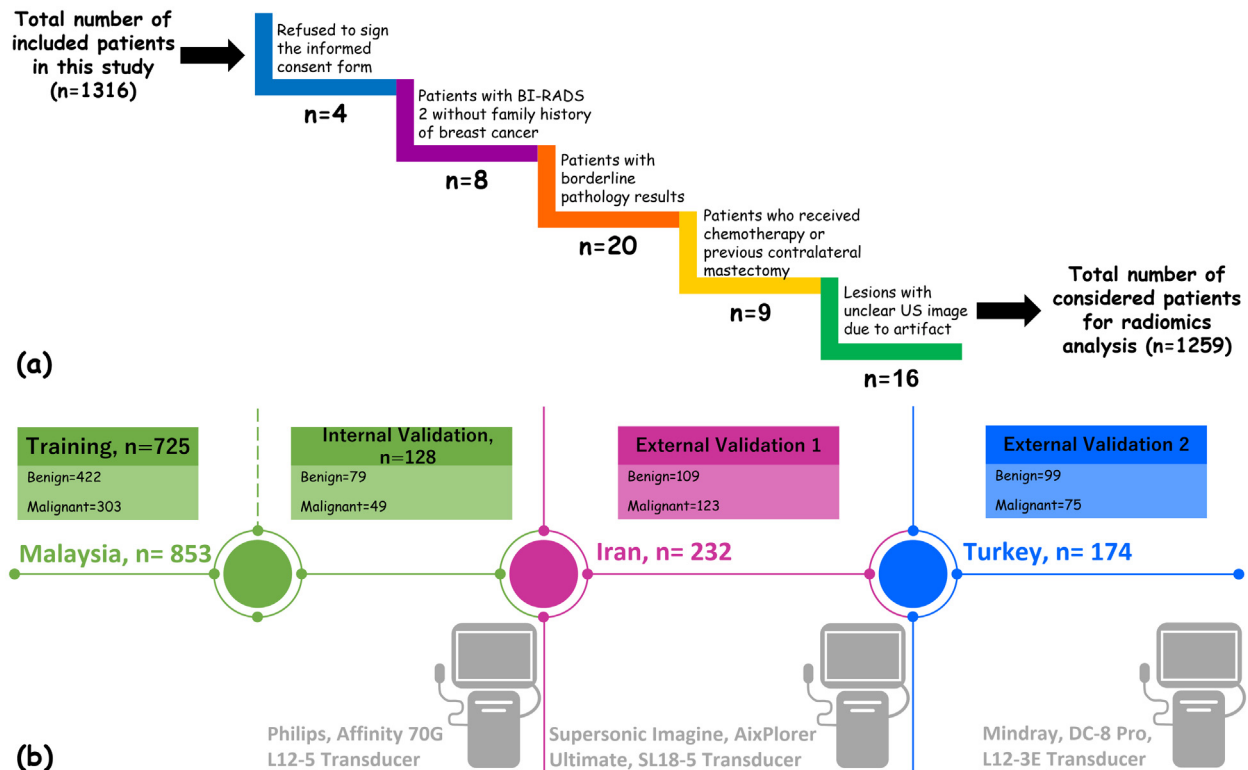 Total number of
included patients
in this study
(n=1316)
Refused to sign
the informed
consent form
n=4
Patients with BI-RADS
2 without family history
of breast cancer
n=8
Patients with
borderline
pathology results
n=20
Patients who received
chemotherapy or
previous contralateral
mastectomy
n=9
Lesions with
unclear US image
due to artifact
n=16
Total number of
considered patients
for radiomics
analysis (n=1259)
(a)
Training, n=725
Benign=422
Malignant=303
Internal Validation,
n=128
Benign=79
Malignant=49
External Validation 1
Benign=109
Malignant=123
External Validation 2
Benign=99
Malignant=75
Malaysia, n= 853
Iran, n= 232
Turkey, n= 174
Philips, Affinity 70G
L12-5 Transducer
Supersonic Imagine, AixPlorer
Ultimate, SL18-5 Transducer
Mindray, DC-8 Pro,
L12-3E Transducer
(b)